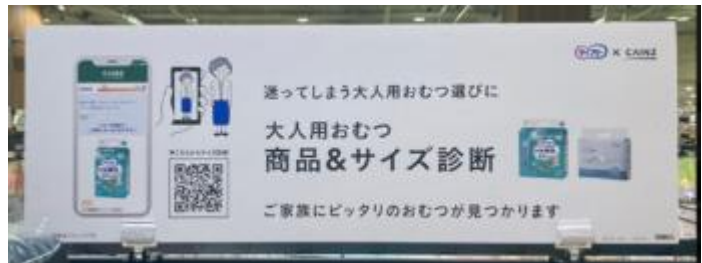 CAINZ
ライフリー × CAINZ
迷ってしまう大人用おむつ選びに
大人用おむつ
商品&サイズ診断
ご家族にピッタリのおむつが見つかります